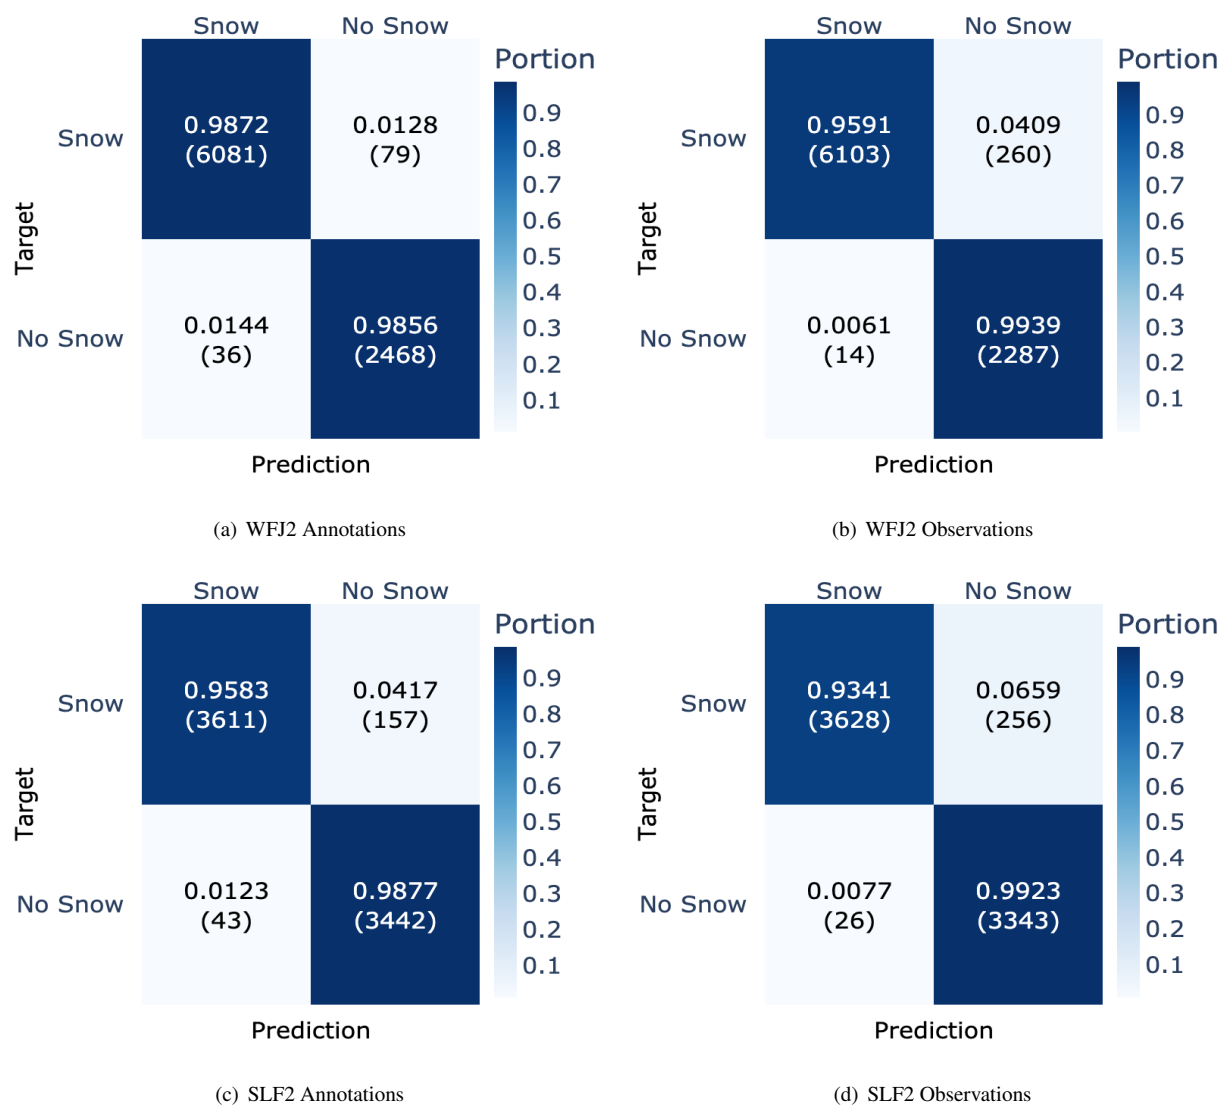 Snow No Snow
Portion
Target
Snow
0.9872
(6081)
0.0128
(79)
No Snow
0.0144
(36)
0.9856
(2468)
0.9
0.8
0.7
0.6
0.5
0.4
0.3
0.2
0.1
Prediction
(a) WFJ2 Annotations
Snow No Snow
Portion
Target
Snow
0.9591
(6103)
0.0409
(260)
No Snow
0.0061
(14)
0.9939
(2287)
0.9
0.8
0.7
0.6
0.5
0.4
0.3
0.2
0.1
Prediction
(b) WFJ2 Observations
Snow No Snow
Portion
Target
Snow
0.9583
(3611)
0.0417
(157)
No Snow
0.0123
(43)
0.9877
(3442)
0.9
0.8
0.7
0.6
0.5
0.4
0.3
0.2
0.1
Prediction
(c) SLF2 Annotations
Snow No Snow
Portion
Target
Snow
0.9341
(3628)
0.0659
(256)
No Snow
0.0077
(26)
0.9923
(3343)
0.9
0.8
0.7
0.6
0.5
0.4
0.3
0.2
0.1
Prediction
(d) SLF2 Observations